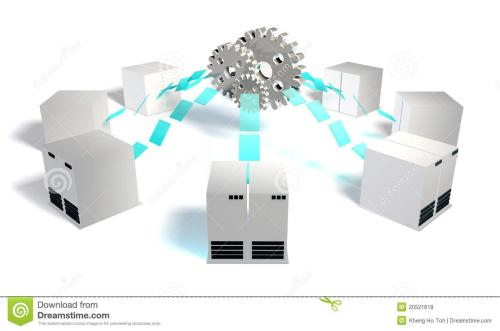 Download from
Dreamstime.com
This watermarked comp image is for previewing purposes only.
20521618
Kheng Ho Toh | Dreamstime.com